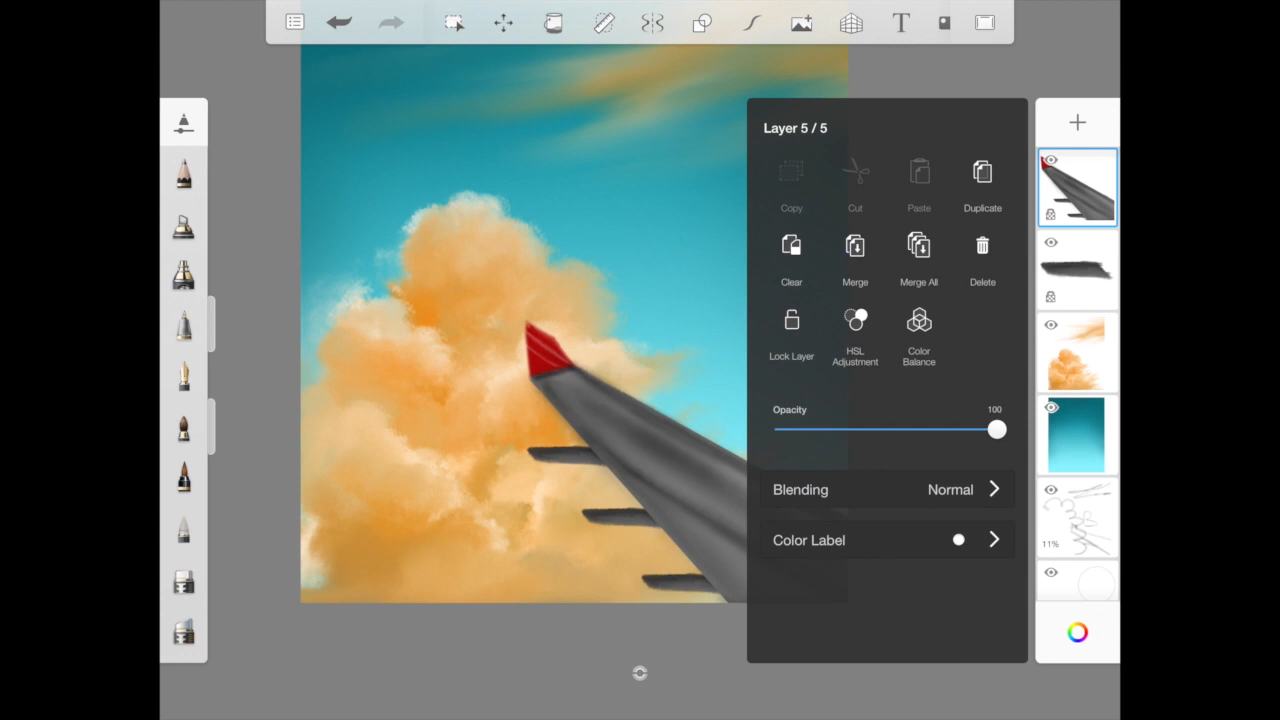 T
Layer 5 / 5
Copy Cut Paste Duplicate
Clear Merge Merge All Delete
Lock Layer HSL Adjustment Color Balance
Opacity 100
Blending Normal
Color Label
11%